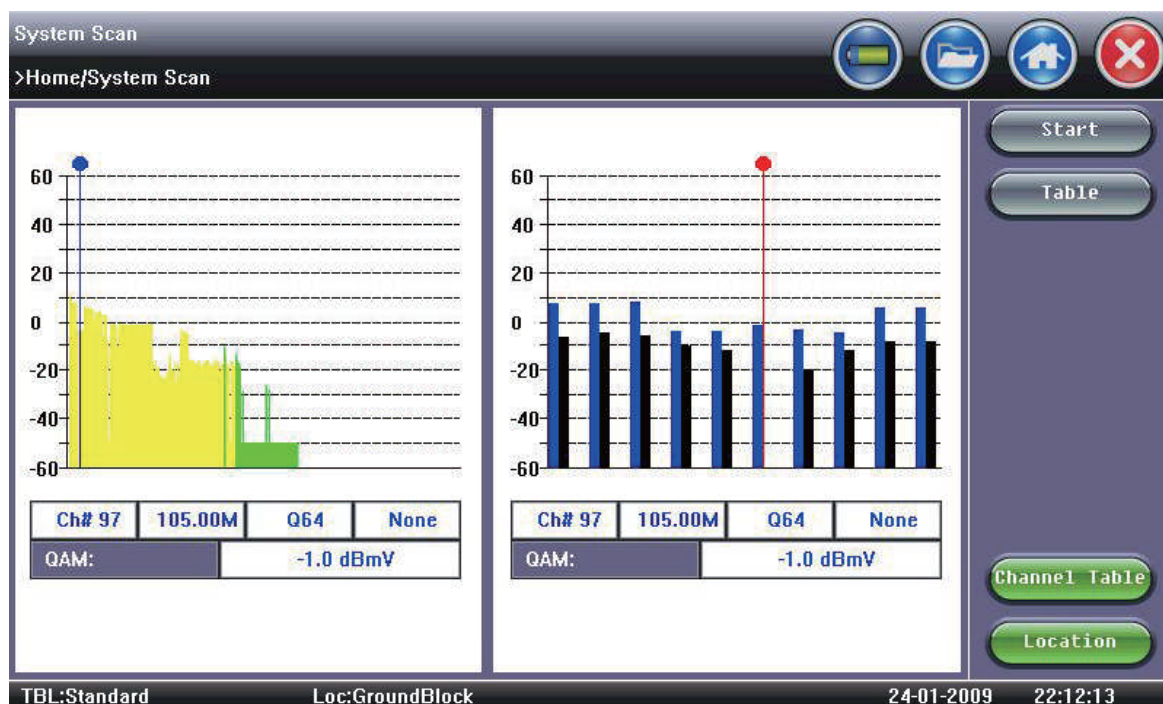 System Scan
>Home/System Scan
60
40
20
0
-20
-40
-60
Ch# 97 105.00M Q64 None
QAM: -1.0 dBmV
60
40
20
0
-20
-40
-60
Ch# 97 105.00M Q64 None
QAM: -1.0 dBmV
Start
Table
Channel Table
Location
TBL:Standard Loc:GroundBlock 24-01-2009 22:12:13